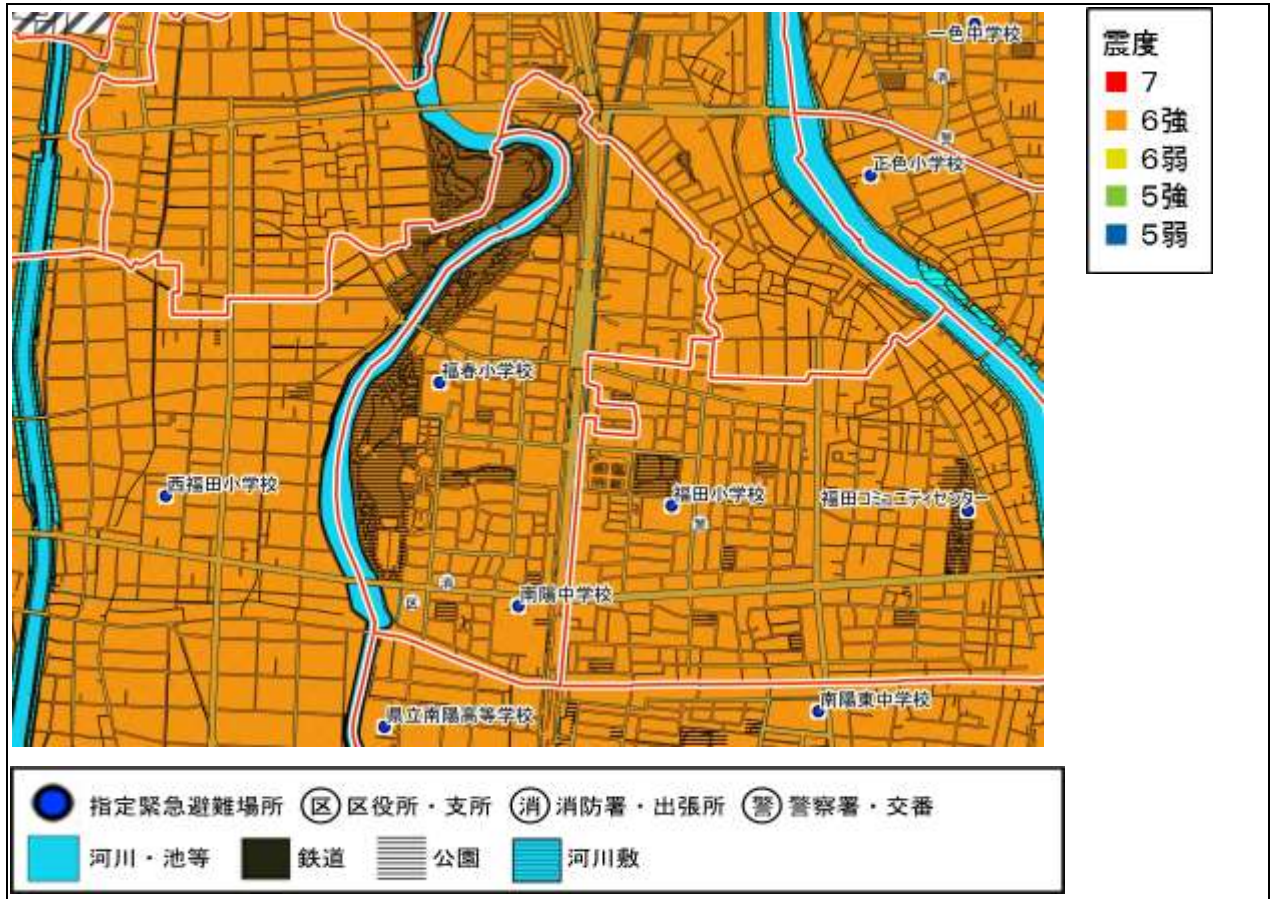 一色中学校
消
警
正色小学校
福春小学校
西福田小学校
福田小学校
警
福田コミュニティセンター
消
区
南陽中学校
県立南陽高等学校
南陽東中学校
震度
7
6強
6弱
5強
5弱
指定緊急避難場所 区 区役所・支所 消 消防署・出張所 警 警察署・交番
河川・池等 鉄道 公園 河川敷